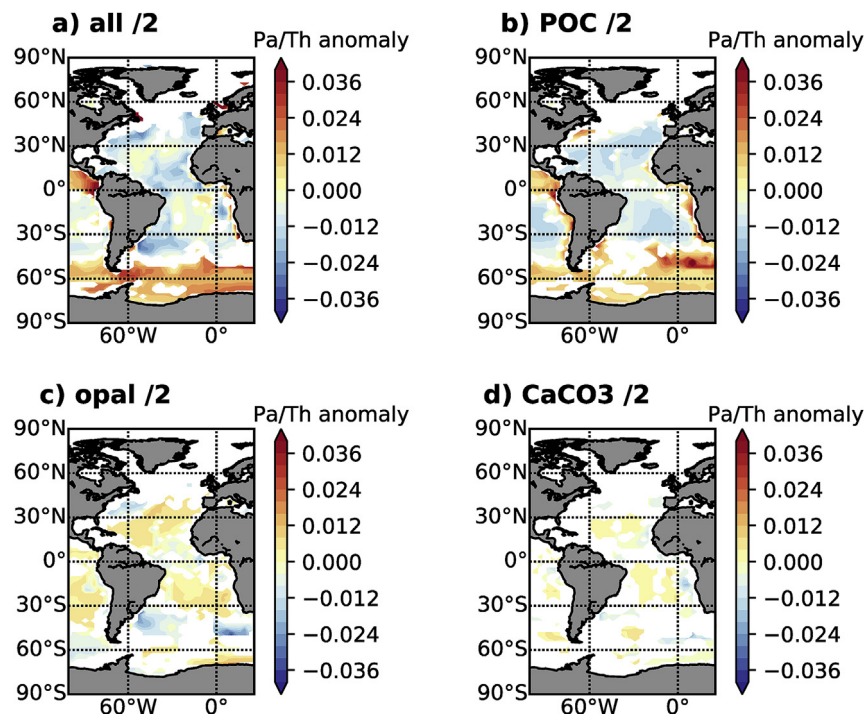 a) all /2
Pa/Th anomaly
90°N
60°N
30°N
0°
30°S
60°S
90°S
60°W 0°
0.036
0.024
0.012
0.000
−0.012
−0.024
−0.036
b) POC /2
Pa/Th anomaly
90°N
60°N
30°N
0°
30°S
60°S
90°S
60°W 0°
0.036
0.024
0.012
0.000
−0.012
−0.024
−0.036
c) opal /2
Pa/Th anomaly
90°N
60°N
30°N
0°
30°S
60°S
90°S
60°W 0°
0.036
0.024
0.012
0.000
−0.012
−0.024
−0.036
d) CaCO3 /2
Pa/Th anomaly
90°N
60°N
30°N
0°
30°S
60°S
90°S
60°W 0°
0.036
0.024
0.012
0.000
−0.012
−0.024
−0.036